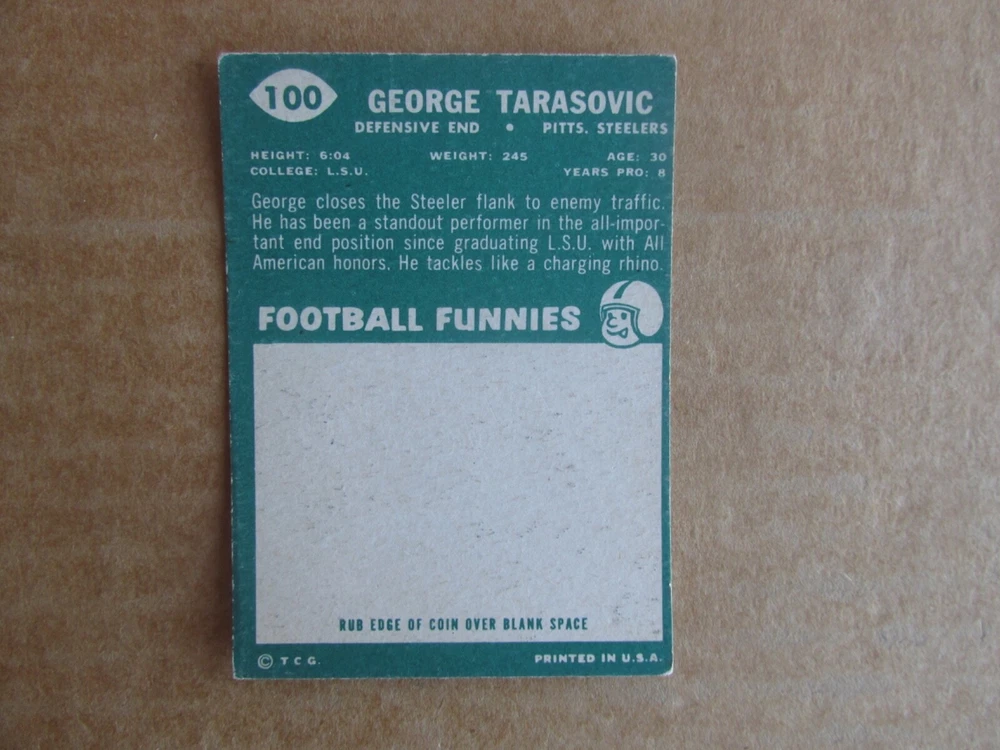 100 GEORGE TARASOVIC
DEFENSIVE END • PITTS. STEELERS
HEIGHT: 6:04 WEIGHT: 245 AGE: 30
COLLEGE: L.S.U. YEARS PRO: 8
George closes the Steeler flank to enemy traffic.
He has been a standout performer in the all-impor-
tant end position since graduating L.S.U. with All
American honors. He tackles like a charging rhino.
FOOTBALL FUNNIES
RUB EDGE OF COIN OVER BLANK SPACE
© T C G. PRINTED IN U.S.A.